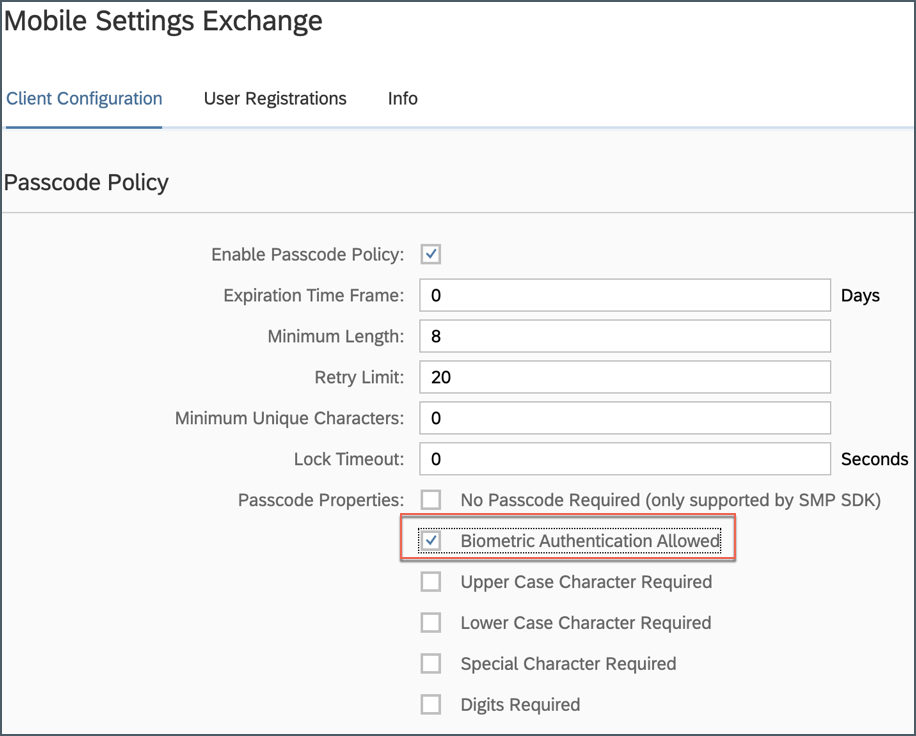 Mobile Settings Exchange
Client Configuration User Registrations Info
Passcode Policy
Enable Passcode Policy:
Expiration Time Frame: 0 Days
Minimum Length: 8
Retry Limit: 20
Minimum Unique Characters: 0
Lock Timeout: 0 Seconds
Passcode Properties: No Passcode Required (only supported by SMP SDK)
Biometric Authentication Allowed
Upper Case Character Required
Lower Case Character Required
Special Character Required
Digits Required